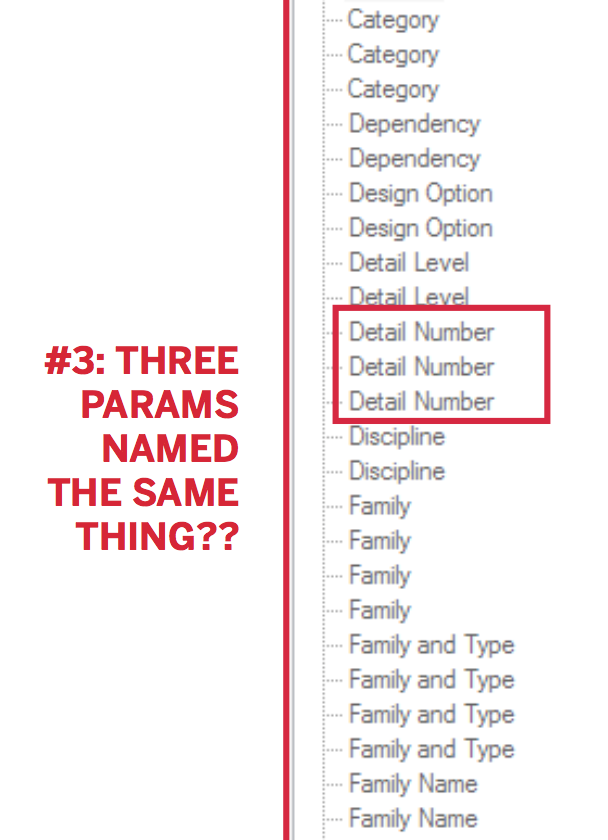 #3: THREE
PARAMS
NAMED
THE SAME
THING??
Category
Category
Category
Dependency
Dependency
Design Option
Design Option
Detail Level
Detail Level
Detail Number
Detail Number
Detail Number
Discipline
Discipline
Family
Family
Family
Family
Family and Type
Family and Type
Family and Type
Family and Type
Family Name
Family Name